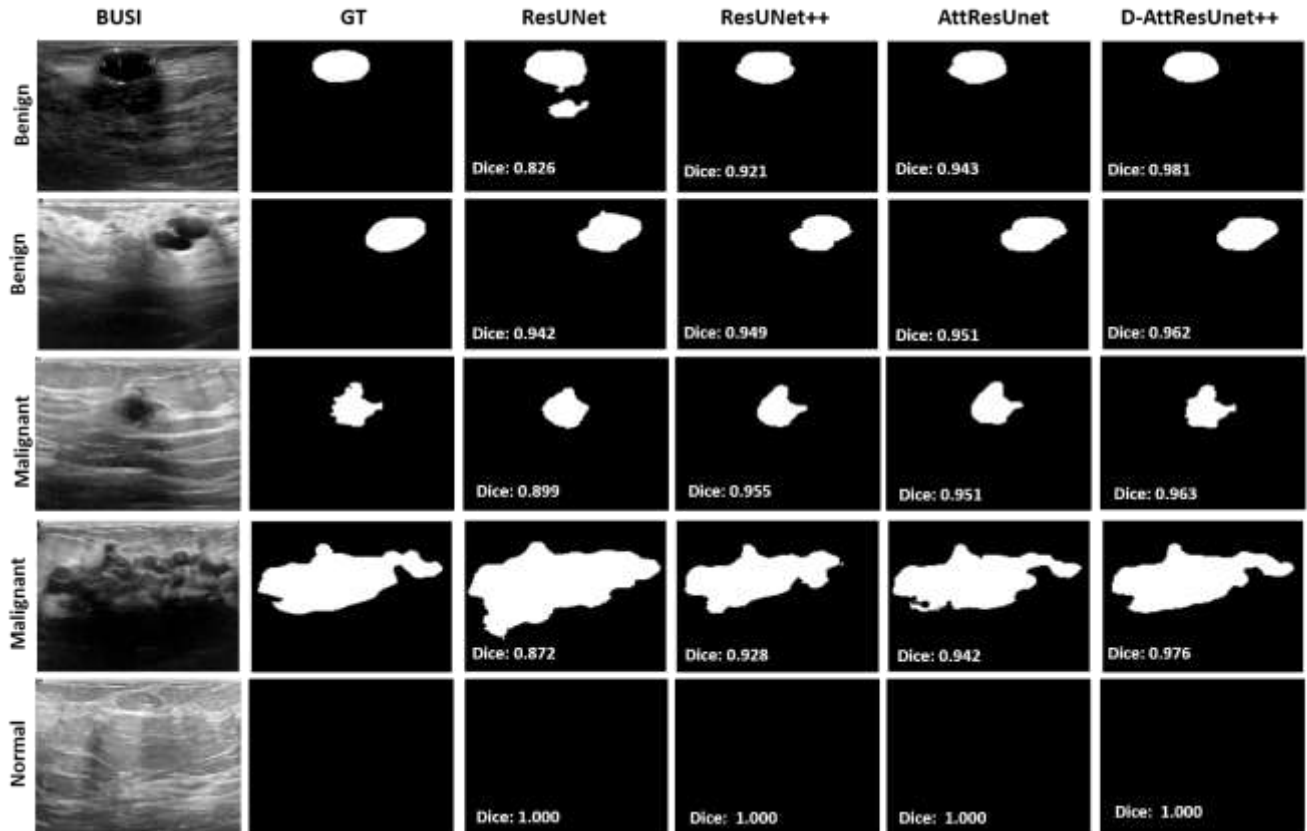 BUSI GT ResUNet ResUNet++ AttResUnet D-AttResUnet++
Benign
Dice: 0.826 Dice: 0.921 Dice: 0.943 Dice: 0.981
Benign
Dice: 0.942 Dice: 0.949 Dice: 0.951 Dice: 0.962
Malignant
Dice: 0.899 Dice: 0.955 Dice: 0.951 Dice: 0.963
Malignant
Dice: 0.872 Dice: 0.928 Dice: 0.942 Dice: 0.976
Normal
Dice: 1.000 Dice: 1.000 Dice: 1.000 Dice: 1.000